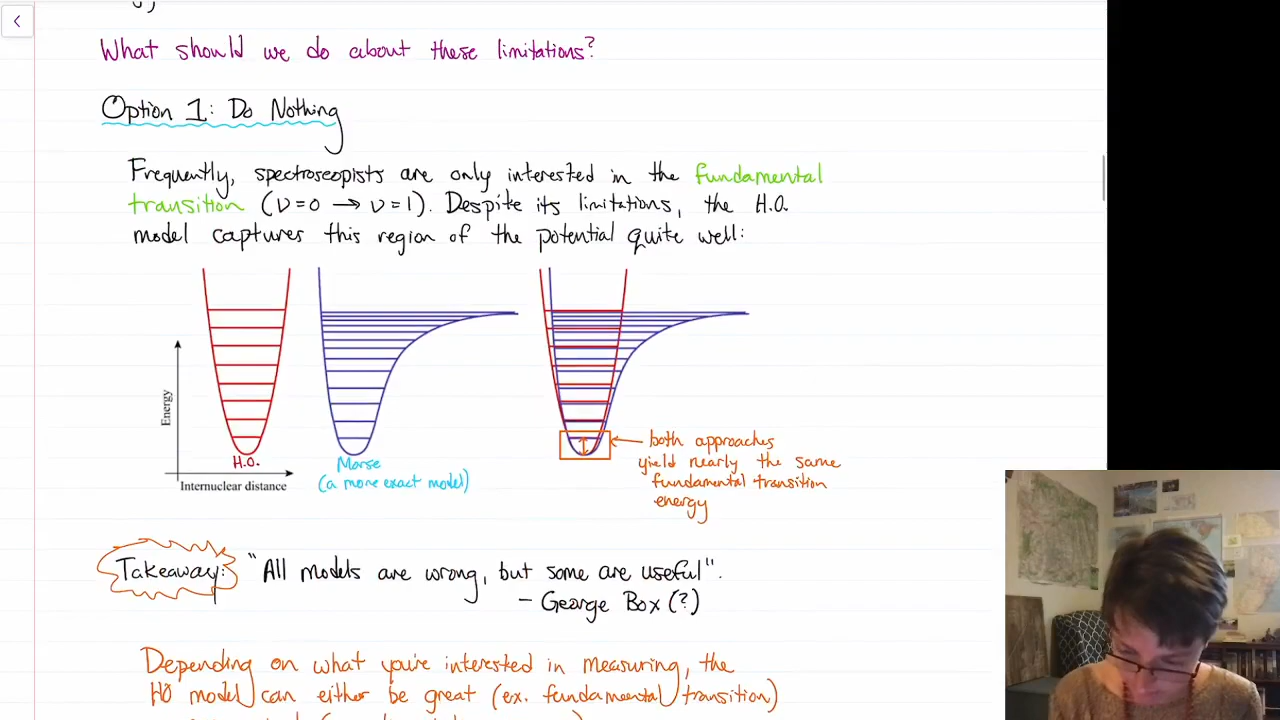 What should we do about these limitations?
Option 1: Do Nothing
Frequently, spectroscopists are only interested in the fundamental
transition (ν=0 → ν=1). Despite its limitations, the H.O.
model captures this region of the potential quite well:
Energy
H.O.
Internuclear distance
Morse
(a more exact model)
both approaches
yield nearly the same
fundamental transition
energy
Takeaway: "All models are wrong, but some are useful".
- George Box (?)
Depending on what you're interested in measuring, the
HO model can either be great (ex. fundamental transition)